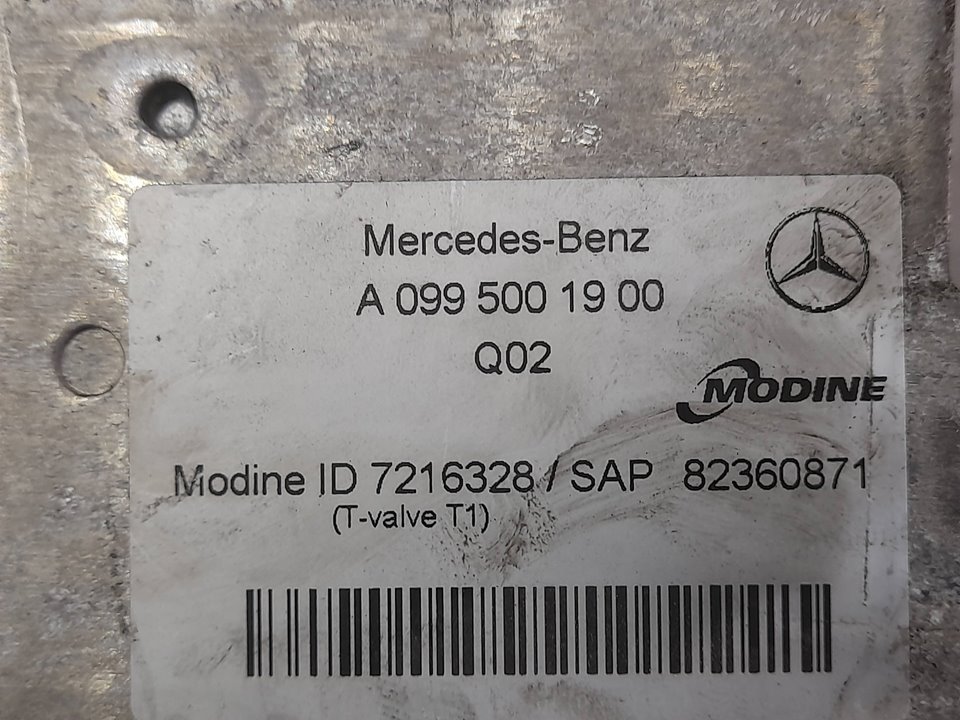 Mercedes-Benz
A 099 500 19 00
Q02
MODINE
Modine ID 7216328 / SAP 82360871
(T-valve T1)